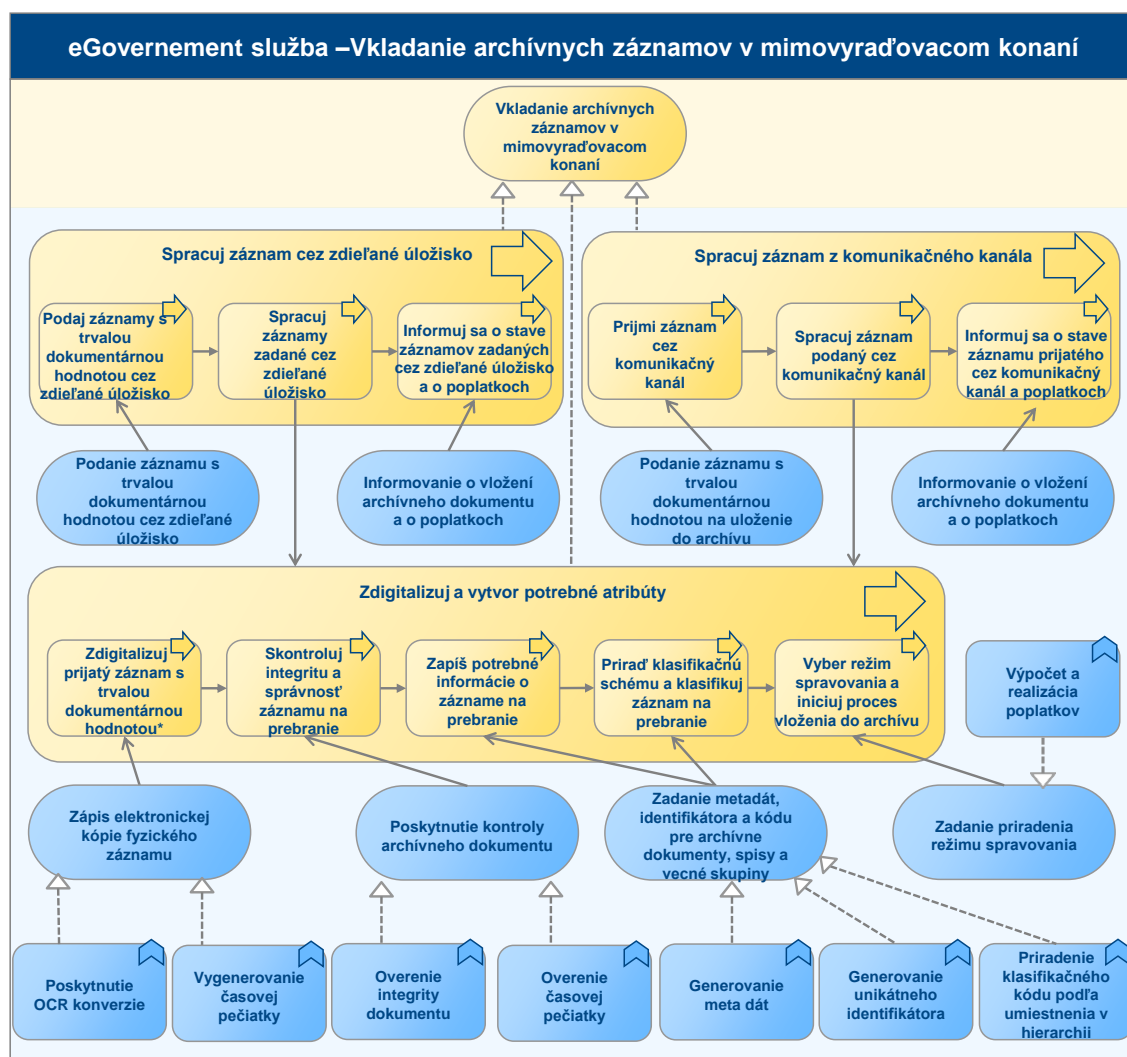 eGovernement služba –Vkladanie archívnych záznamov v mimovyraďovacom konaní
Vkladanie archívnych
záznamov v
mimovyraďovacom
konaní
Spracuj záznam cez zdieľané úložisko
Podaj záznamy s
trvalou
dokumentárnou
hodnotou cez
zdieľané úložisko
Spracuj
záznamy
zadané cez
zdieľané
úložisko
Informuj sa o stave
záznamov zadaných
cez zdieľané úložisko
a o poplatkoch
Spracuj záznam z komunikačného kanála
Prijmi záznam
cez
komunikačný
kanál
Spracuj záznam
podaný cez
komunikačný kanál
Informuj sa o stave
záznamu prijatého
cez komunikačný
kanál a poplatkoch
Podanie záznamu s
trvalou
dokumentárnou
hodnotou cez zdieľané
úložisko
Informovanie o vložení
archívneho dokumentu
a o poplatkoch
Podanie záznamu s
trvalou
dokumentárnou
hodnotou na uloženie
do archívu
Informovanie o vložení
archívneho dokumentu
a o poplatkoch
Zdigitalizuj a vytvor potrebné atribúty
Zdigitalizuj
prijatý záznam s
trvalou
dokumentárnou
hodnotou*
Skontroluj
integritu a
správnosť
záznamu na
prebranie
Zapíš potrebné
informácie o
zázname na
prebranie
Priraď klasifikačnú
schému a klasifikuj
záznam na
prebranie
Vyber režim
spravovania a
iniciuj proces
vloženia do archívu
Výpočet a
realizácia
poplatkov
Zápis elektronickej
kópie fyzického
záznamu
Poskytnutie kontroly
archívneho dokumentu
Zadanie metadát,
identifikátora a kódu
pre archívne
dokumenty, spisy a
vecné skupiny
Zadanie priradenia
režimu spravovania
Poskytnutie
OCR konverzie
Vygenerovanie
časovej
pečiatky
Overenie
integrity
dokumentu
Overenie
časovej
pečiatky
Generovanie
meta dát
Generovanie
unikátneho
identifikátora
Priradenie
klasifikačného
kódu podľa
umiestnenia v
hierarchii